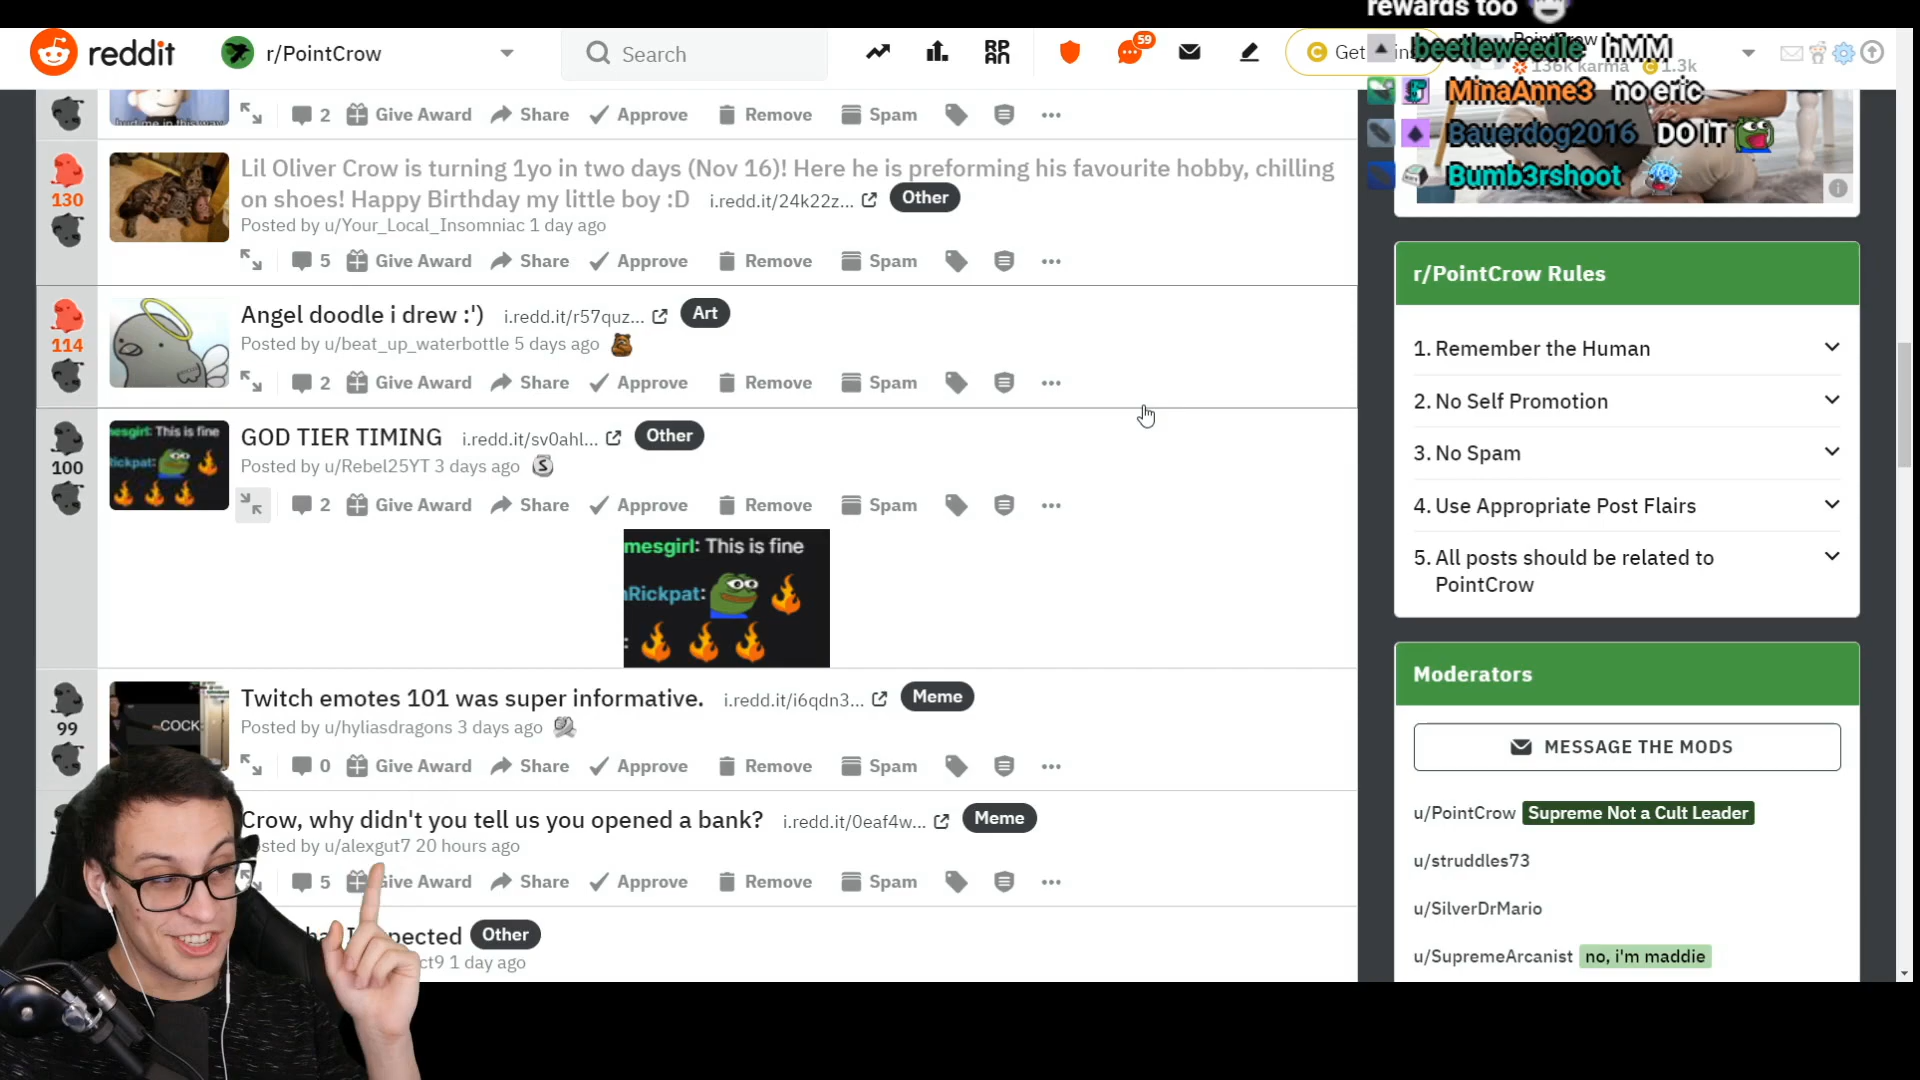 rewards too
reddit r/PointCrow Search 59
beetleweedle hMM
136k karma 1.3k
MinaAnne3 no eric
Bauerdog2016 DO IT
Bumb3rshoot
2 Give Award Share Approve Remove Spam
130
Lil Oliver Crow is turning 1yo in two days (Nov 16)! Here he is preforming his favourite hobby, chilling
on shoes! Happy Birthday my little boy :D i.redd.it/24k22z... Other
Posted by u/Your_Local_Insomniac 1 day ago
5 Give Award Share Approve Remove Spam
114
Angel doodle i drew :') i.redd.it/r57quz... Art
Posted by u/beat_up_waterbottle 5 days ago
2 Give Award Share Approve Remove Spam
100
esgirl: This is fine
ickpat:
GOD TIER TIMING i.redd.it/sv0ahl... Other
Posted by u/Rebel25YT 3 days ago
2 Give Award Share Approve Remove Spam
mesgirl: This is fine
Rickpat:
:
99
COCK
Twitch emotes 101 was super informative. i.redd.it/i6qdn3... Meme
Posted by u/hyliasdragons 3 days ago
0 Give Award Share Approve Remove Spam
Crow, why didn't you tell us you opened a bank? i.redd.it/0eaf4w... Meme
sted by u/alexgut7 20 hours ago
5 Give Award Share Approve Remove Spam
pected Other
ct9 1 day ago
r/PointCrow Rules
1. Remember the Human
2. No Self Promotion
3. No Spam
4. Use Appropriate Post Flairs
5. All posts should be related to
PointCrow
Moderators
MESSAGE THE MODS
u/PointCrow Supreme Not a Cult Leader
u/struddles73
u/SilverDrMario
u/SupremeArcanist no, i'm maddie